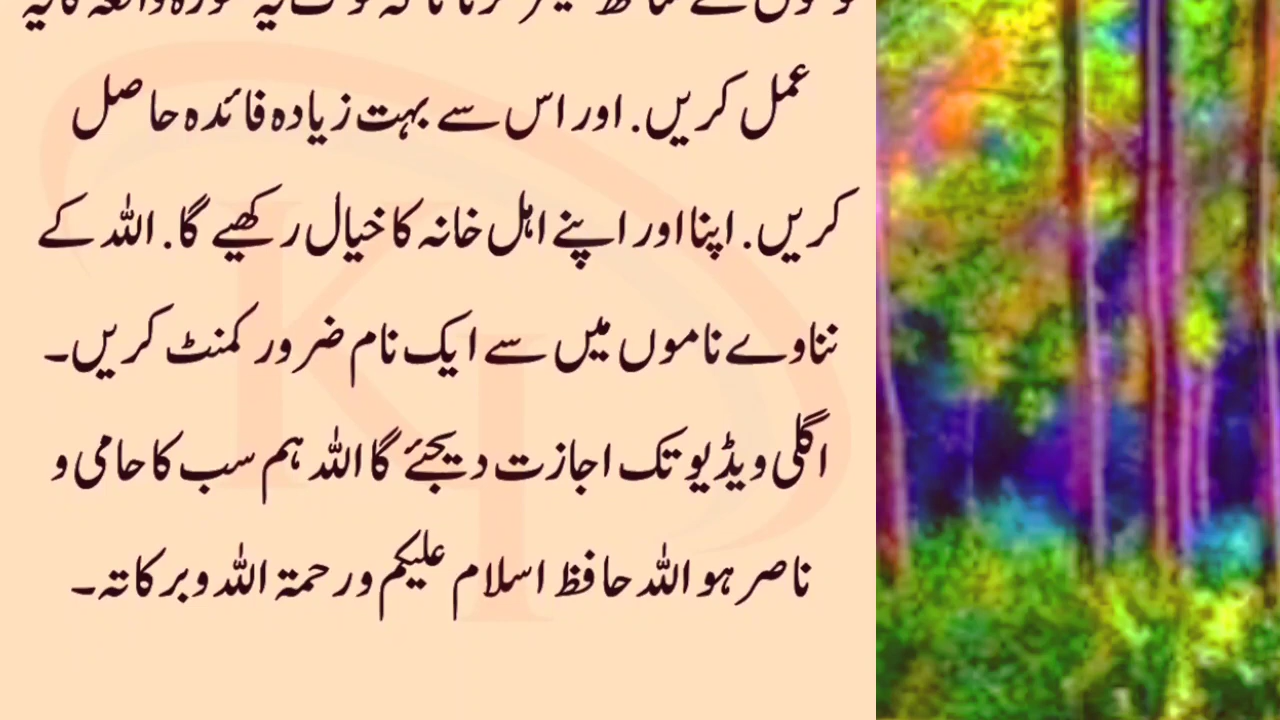 عمل کریں. اور اس سے بہت زیادہ فائدہ حاصل
کریں. اپنا اور اپنے اہل خانہ کا خیال رکھیے گا. اللہ کے
ننانوے ناموں میں سے ایک نام ضرور کمنٹ کریں۔
اگلی ویڈیو تک اجازت دیجئے گا اللہ ہم سب کا حامی و
ناصر ہو اللہ حافظ اسلام علیکم ورحمۃ اللہ وبرکاتہ۔